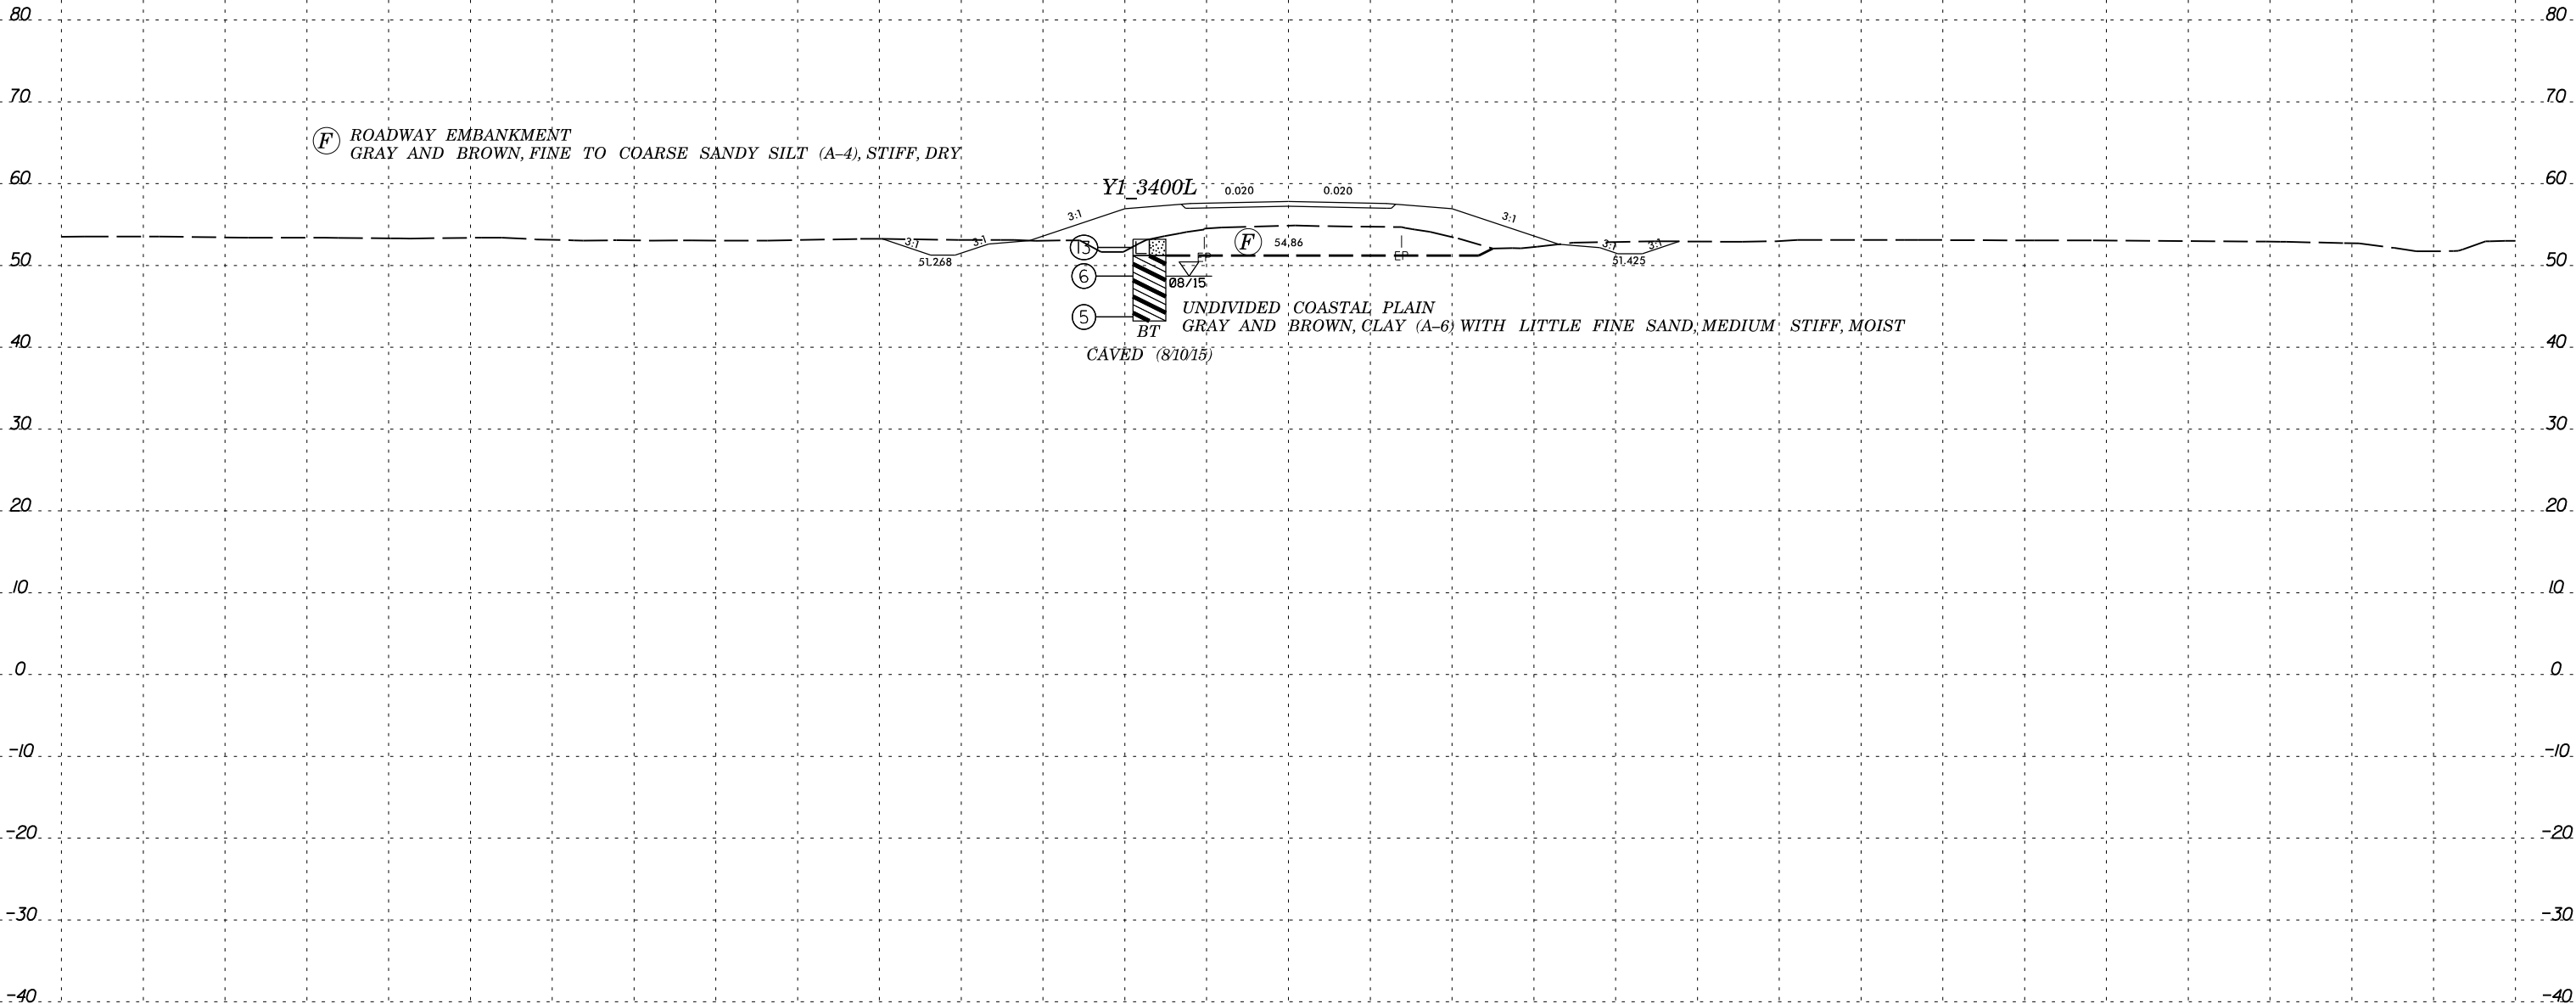 80 80
70 70
F ROADWAY EMBANKMENT
GRAY AND BROWN, FINE TO COARSE SANDY SILT (A-4), STIFF, DRY
60 60
Y1_3400L 0.020 0.020
3:1 3:1
3:1 3:1 13 F 54.86 3:1 3:1
EP EP
51.268 51.425
50 50
6 08/15
5 UNDIVIDED COASTAL PLAIN
BT GRAY AND BROWN, CLAY (A-6) WITH LITTLE FINE SAND, MEDIUM STIFF, MOIST
40 40
CAVED (8/10/15)
30 30
20 20
10 10
0 0
-10 -10
-20 -20
-30 -30
-40 -40